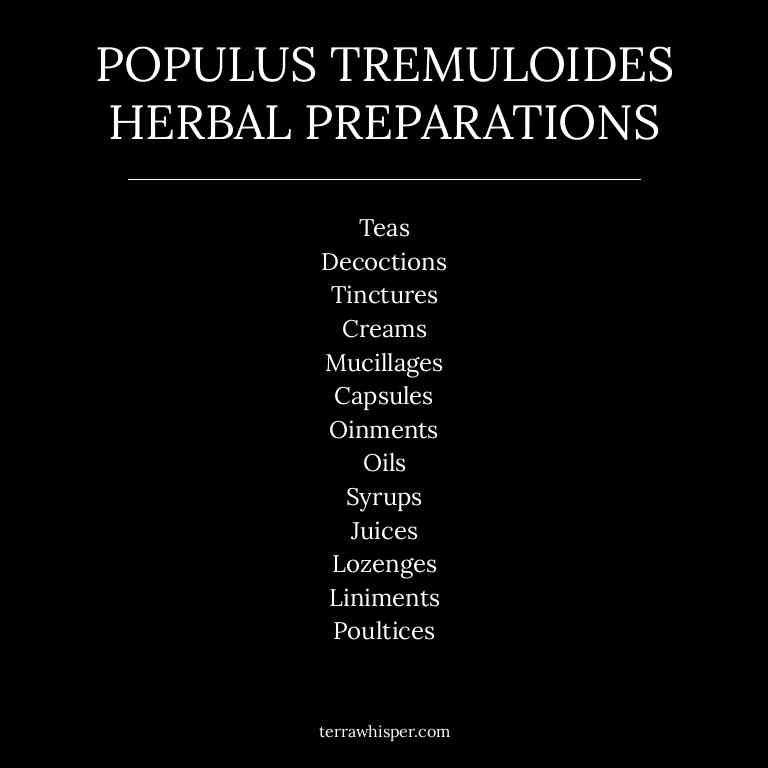 POPULUS TREMULOIDES
HERBAL PREPARATIONS
Teas
Decoctions
Tinctures
Creams
Mucillages
Capsules
Oinments
Oils
Syrups
Juices
Lozenges
Liniments
Poultices
terrawhisper.com